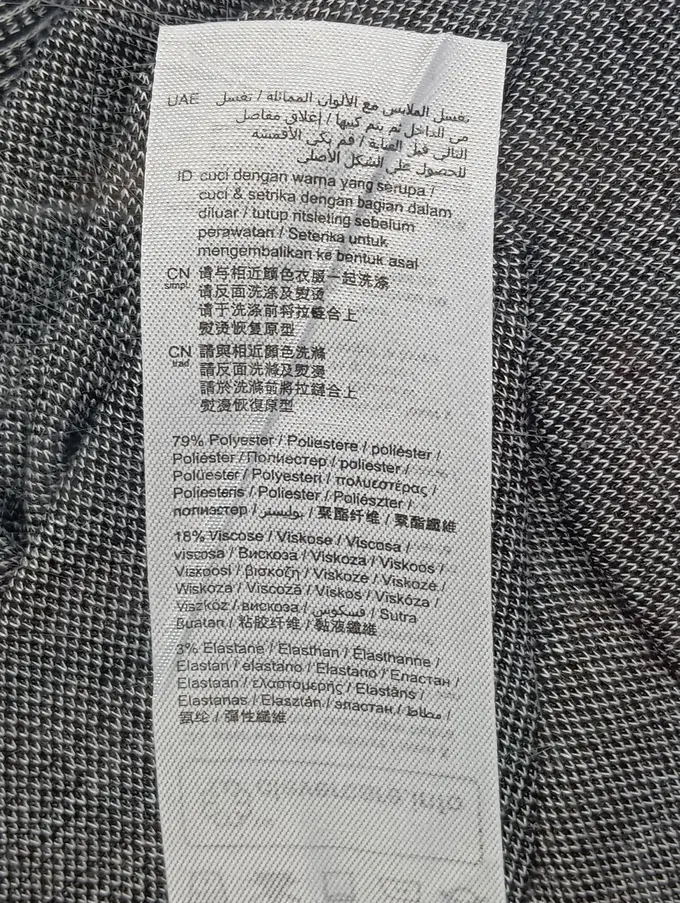 UAE تغسل الملابس مع الألوان المماثلة / تغسل
من الداخل ثم يتم كيها / إغلاق مفاصل
التالي قبل العناية / قم بكي الأقمشة
للحصول على الشكل الأصلي
ID cuci dengan warna yang serupa /
cuci & setrika dengan bagian dalam
diluar / tutup ritsleting sebelum
perawatan / Seterika untuk
mengembalikan ke bentuk asal
CN simpl. 请与相近顏色衣服一起洗涤
请反面洗涤及熨烫
请于洗涤前将拉鏈合上
熨烫恢复原型
CN trad. 請與相近顏色洗滌
請反面洗滌及熨燙
請於洗滌前將拉鏈合上
熨燙恢復原型
79% Polyester / Poliestere / poliéster /
Poliéster / Полиестер / poliester /
Polüester / Polyesteri / πολυεστέρας /
Poliesteris / Poliester / Poliészter /
полиэстер / بوليستر / 聚酯纤维 / 聚酯纖維
18% Viscose / Viskose / Viscosa /
viscosa / Вискоза / Viskoza / Viskoos /
Viskoosi / βισκόζη / Viskoze / Viskozė /
Wiskoza / Viscoză / Viskos / Viskóza /
Viszkóz / вискоза / فسكوس / Sutra
Buatan / 粘胶纤维 / 黏液纖維
3% Elastane / Elasthan / Élasthanne /
Elastan / elastano / Elastano / Еластан /
Elastaan / ελαστομερής / Elastāns /
Elastanas / Elasztán / эластан / مطاط /
氨纶 / 彈性纖維